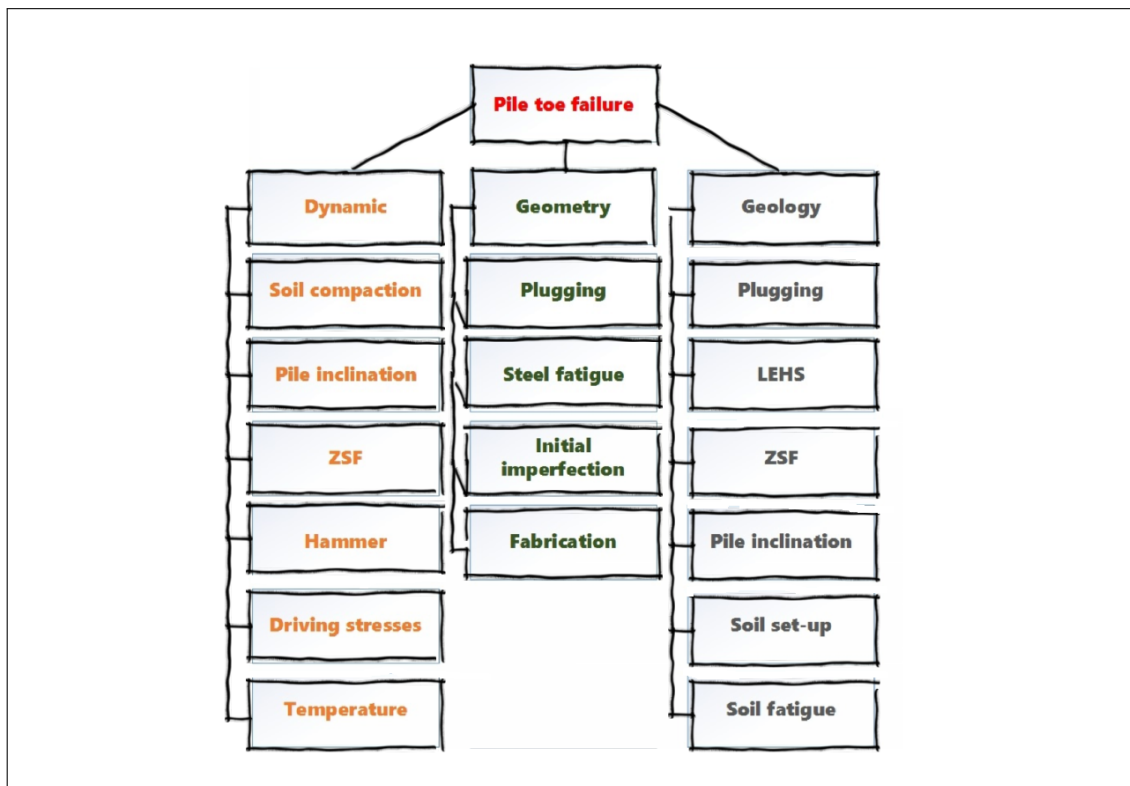 Pile toe failure
Dynamic
Soil compaction
Pile inclination
ZSF
Hammer
Driving stresses
Temperature
Geometry
Plugging
Steel fatigue
Initial
imperfection
Fabrication
Geology
Plugging
LEHS
ZSF
Pile inclination
Soil set-up
Soil fatigue